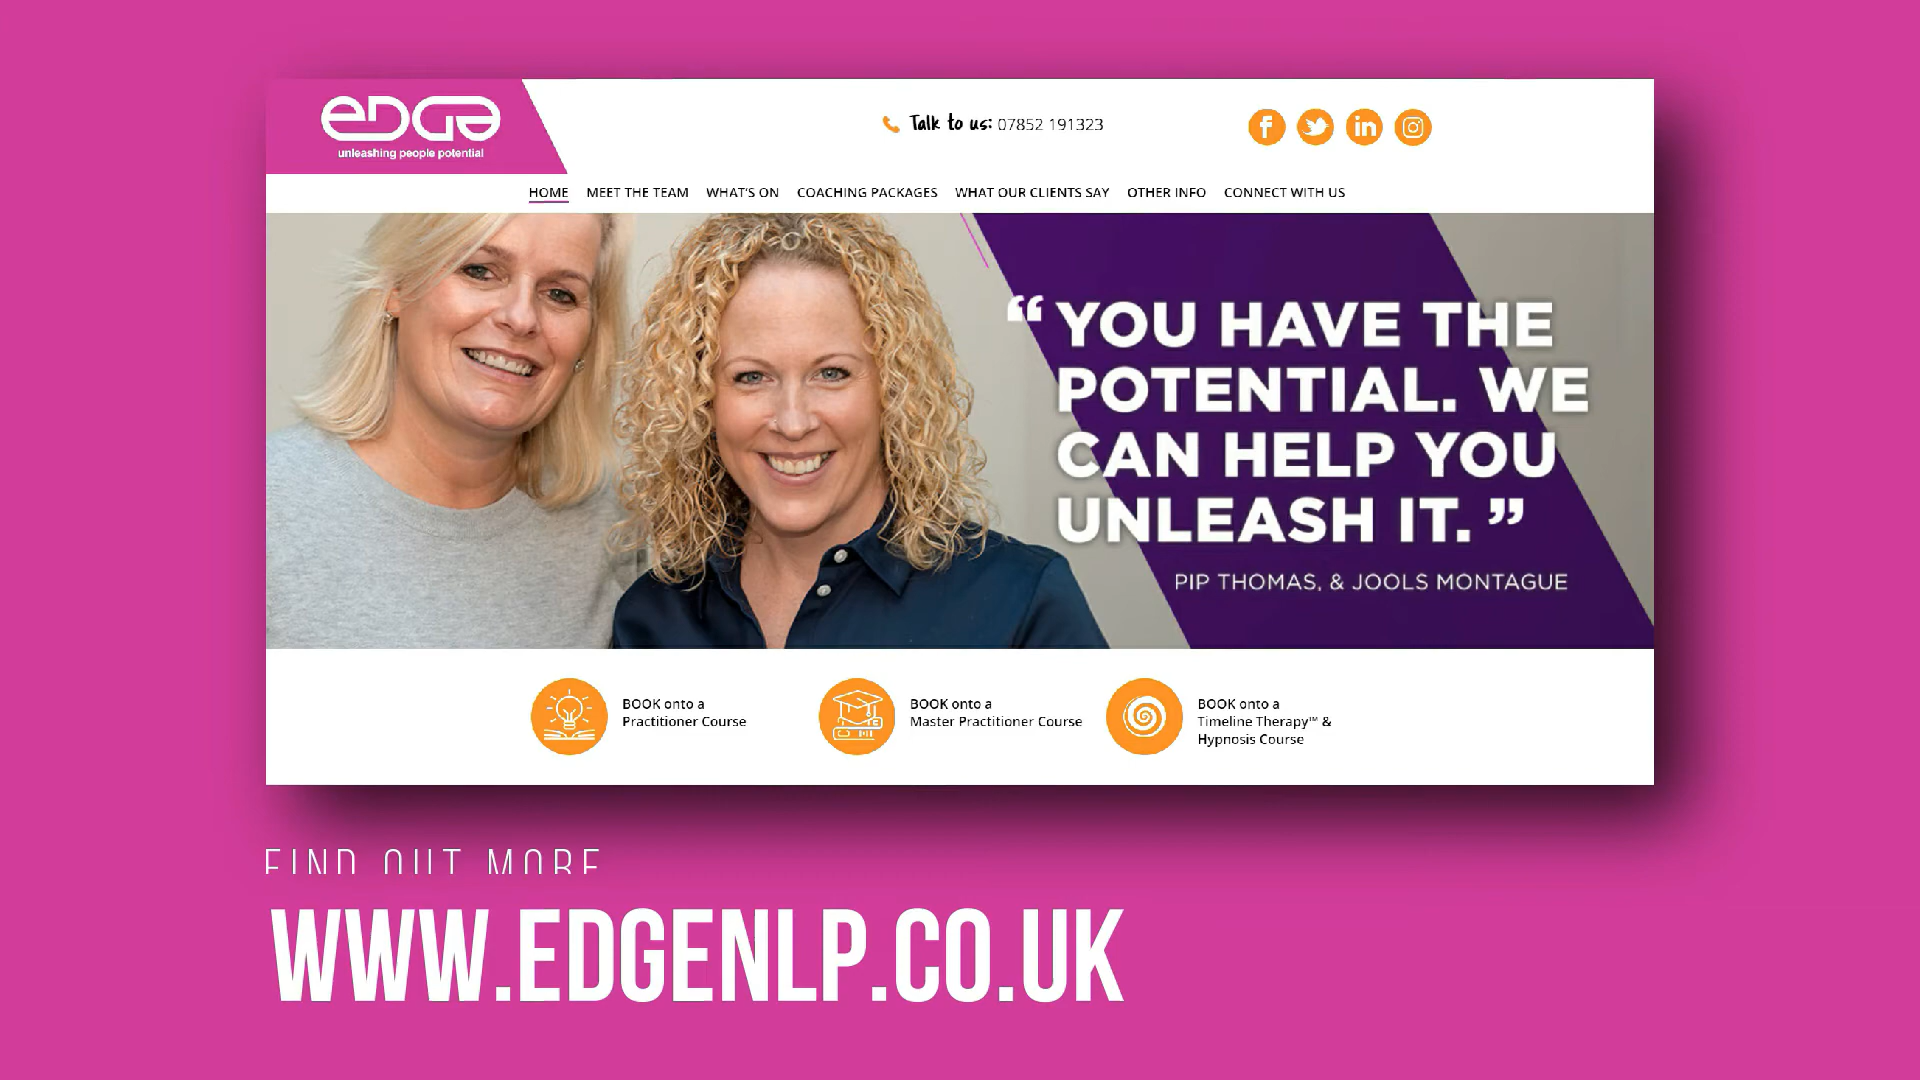 eDGe
unleashing people potential
Talk to us: 07852 191323
HOME MEET THE TEAM WHAT'S ON COACHING PACKAGES WHAT OUR CLIENTS SAY OTHER INFO CONNECT WITH US
“YOU HAVE THE
POTENTIAL. WE
CAN HELP YOU
UNLEASH IT.”
PIP THOMAS, & JOOLS MONTAGUE
BOOK onto a
Practitioner Course
BOOK onto a
Master Practitioner Course
BOOK onto a
Timeline Therapy™ &
Hypnosis Course
FIND OUT MORE
WWW.EDGENLP.CO.UK